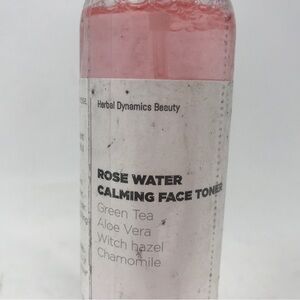 Herbal Dynamics Beauty
ROSE WATER
CALMING FACE TONER
Green Tea
Aloe Vera
Witch hazel
Chamomile